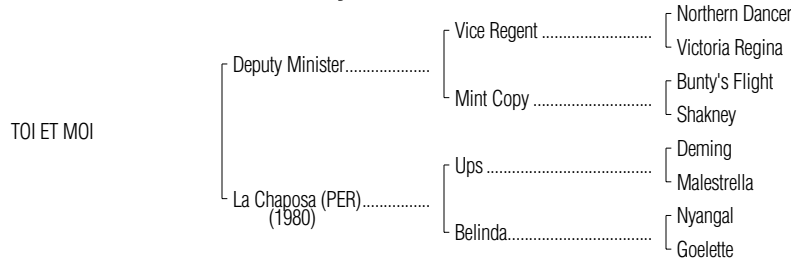 Northern Dancer
Vice Regent ..........................
Victoria Regina
Deputy Minister....................
Bunty's Flight
Mint Copy ............................
Shakney
TOI ET MOI
Deming
Ups .......................................
Malestrella
La Chaposa (PER)................
(1980)
Nyangal
Belinda..................................
Goelette